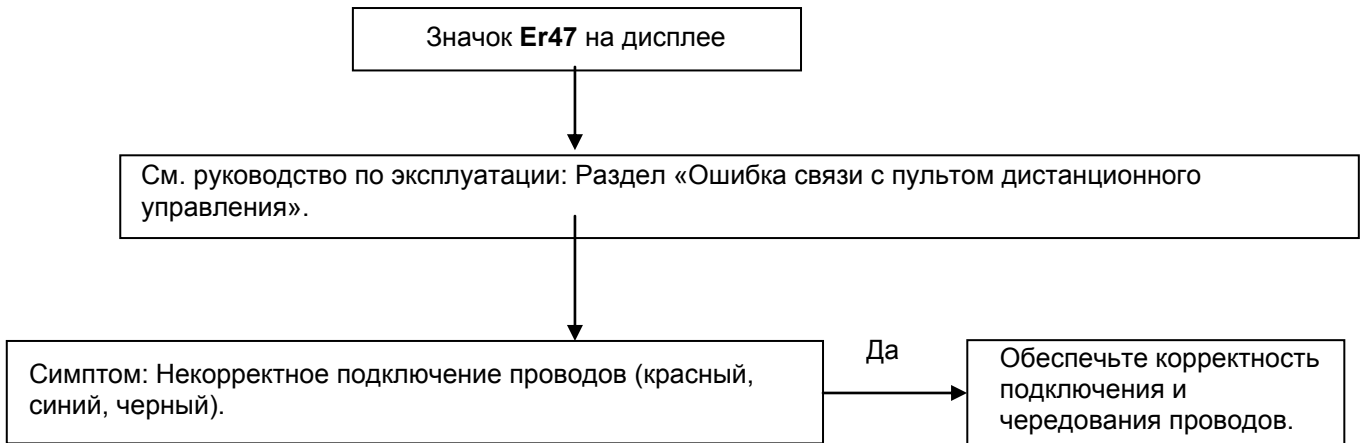 Значок Er47 на дисплее
См. руководство по эксплуатации: Раздел «Ошибка связи с пультом дистанционного
управления».
Симптом: Некорректное подключение проводов (красный,
синий, черный).
Да
Обеспечьте корректность
подключения и
чередования проводов.